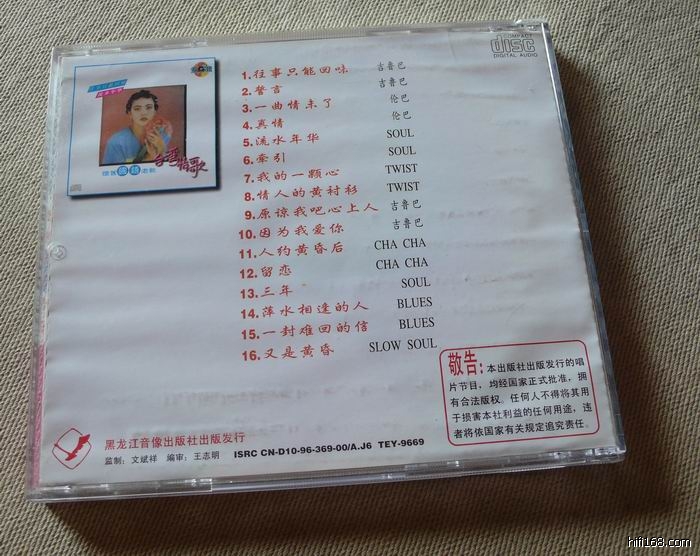 COMPACT
disc
DIGITAL AUDIO
台湾情歌
1.往事只能回味 吉鲁巴
2.誓言 吉鲁巴
3.一曲情未了 伦巴
4.真情 伦巴
5.流水年华 SOUL
6.牵引 SOUL
7.我的一颗心 TWIST
8.情人的黄衬衫 TWIST
9.原谅我吧心上人 吉鲁巴
10.因为我爱你 吉鲁巴
11.人约黄昏后 CHA CHA
12.留恋 CHA CHA
13.三年 SOUL
14.萍水相逢的人 BLUES
15.一封难回的信 BLUES
16.又是黄昏 SLOW SOUL
敬告:本出版社出版发行的唱
片节目，均经国家正式批准，拥
有合法版权。任何人不得将其用
于损害本社利益的任何用途，违
者将依国家有关规定追究责任。
黑龙江音像出版社出版发行
监制：文斌祥 编审：王志明
ISRC CN-D10-96-369-00/A.J6 TEY-9669
hifi168.com